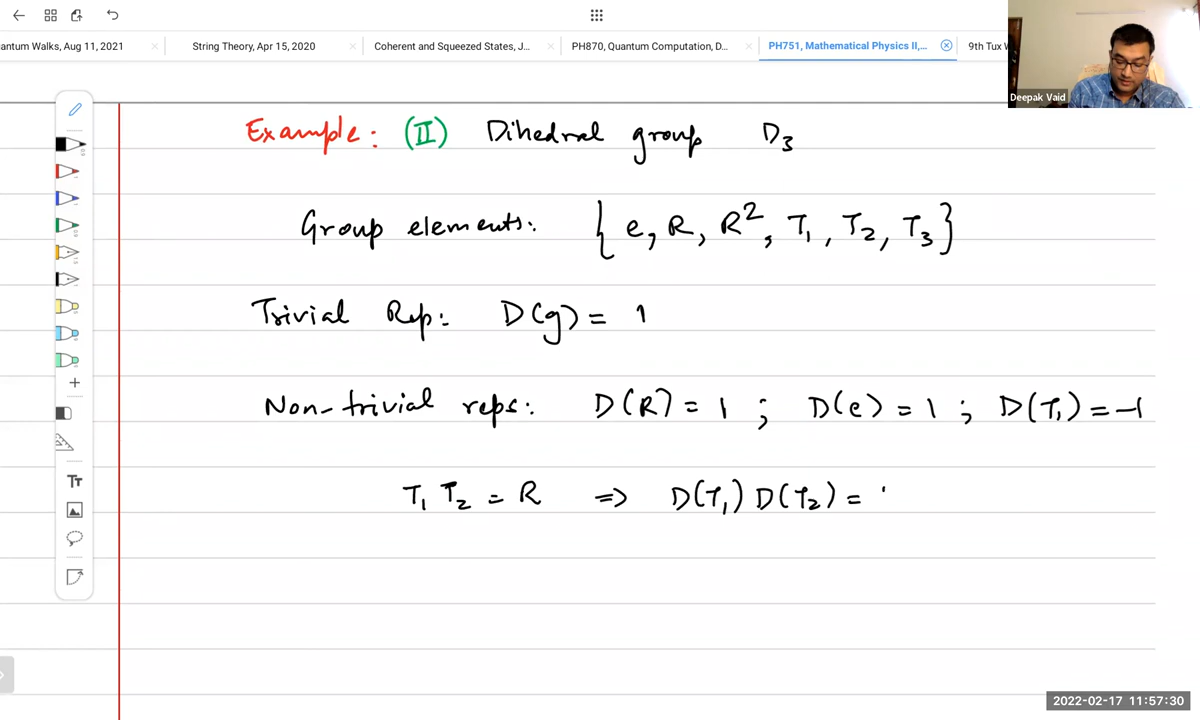 antum Walks, Aug 11, 2021
String Theory, Apr 15, 2020
Coherent and Squeezed States, J...
PH870, Quantum Computation, D...
PH751, Mathematical Physics II,...
9th Tux W
Deepak Vaid
Example: (II) Dihedral group D₃
Group elements: { e, R, R², T₁, T₂, T₃ }
Trivial Rep: D(g) = 1
Non-trivial reps: D(R) = 1 ; D(e) = 1 ; D(T₁) = -1
T₁ T₂ = R ⇒ D(T₁) D(T₂) =
Tт
2022-02-17 11:57:30